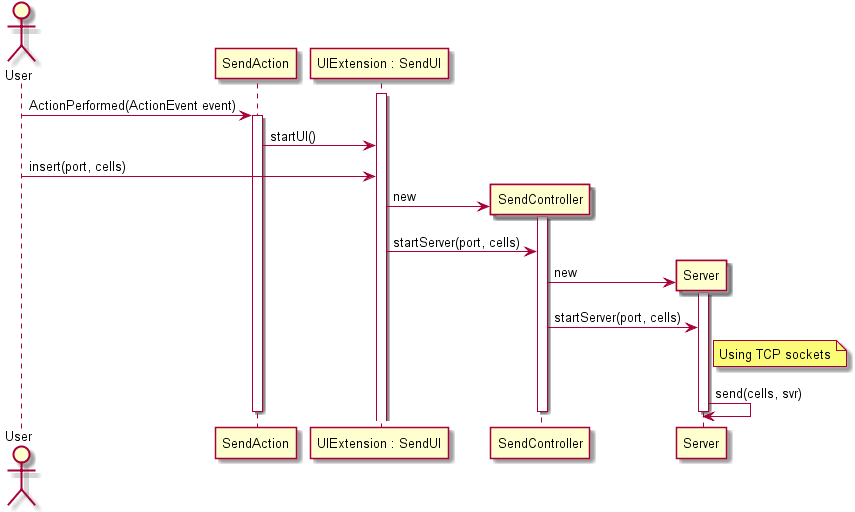 User
SendAction
UIExtension : SendUI
ActionPerformed(ActionEvent event)
startUI()
insert(port, cells)
new
SendController
startServer(port, cells)
new
Server
startServer(port, cells)
Using TCP sockets
send(cells, svr)
User
SendAction
UIExtension : SendUI
SendController
Server